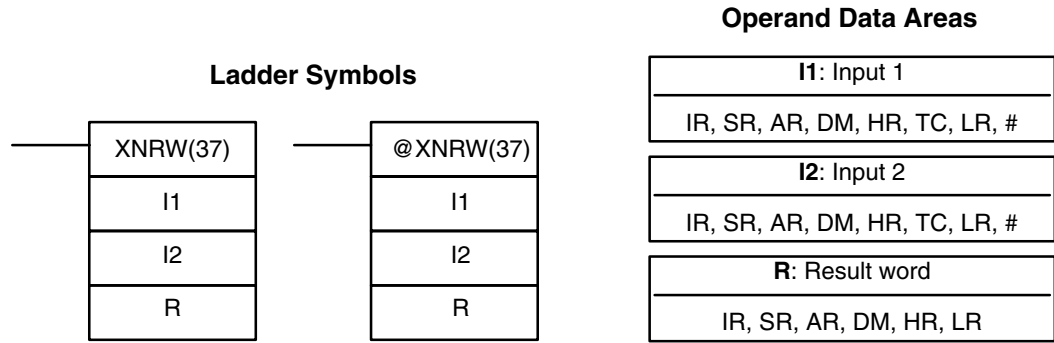 Ladder Symbols
XNRW(37)
I1
I2
R
@XNRW(37)
I1
I2
R
Operand Data Areas
I1: Input 1
IR, SR, AR, DM, HR, TC, LR, #
I2: Input 2
IR, SR, AR, DM, HR, TC, LR, #
R: Result word
IR, SR, AR, DM, HR, LR